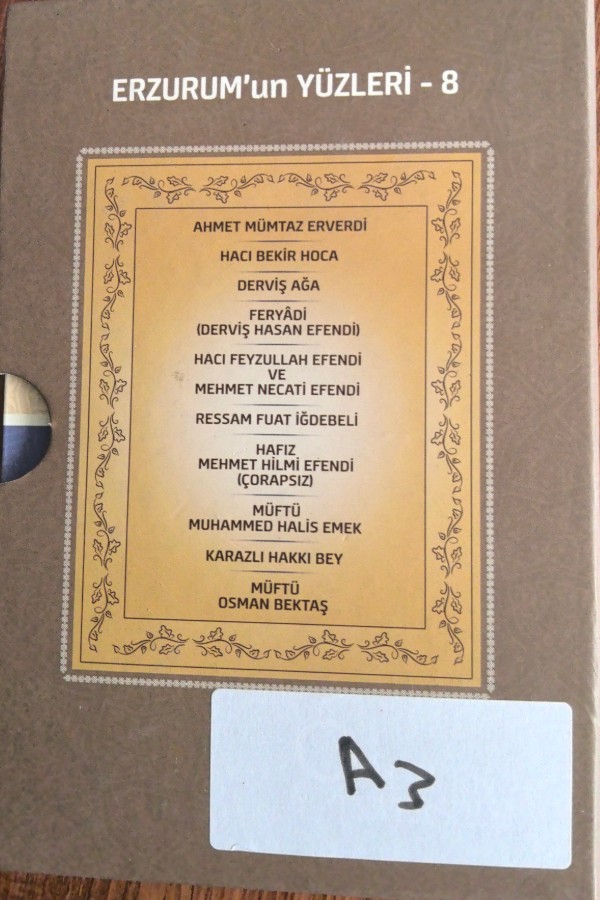 ERZURUM'un YÜZLERİ - 8
AHMET MÜMTAZ ERVERDİ
HACI BEKİR HOCA
DERVİŞ AĞA
FERYÂDİ
(DERVİŞ HASAN EFENDİ)
HACI FEYZULLAH EFENDİ
VE
MEHMET NECATİ EFENDİ
RESSAM FUAT İĞDEBELİ
HAFIZ
MEHMET HİLMİ EFENDİ
(ÇORAPSIZ)
MÜFTÜ
MUHAMMED HALİS EMEK
KARAZLI HAKKI BEY
MÜFTÜ
OSMAN BEKTAŞ
A3